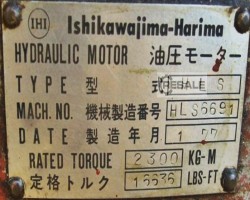 IHI Ishikawajima-Harima
HYDRAULIC MOTOR 油圧モーター
TYPE 型 式
MACH. NO. 機械製造番号 HLS6691
DATE 製造年月 1
RATED TORQUE 2300 KG-M
定格トルク 16636 LBS-FT